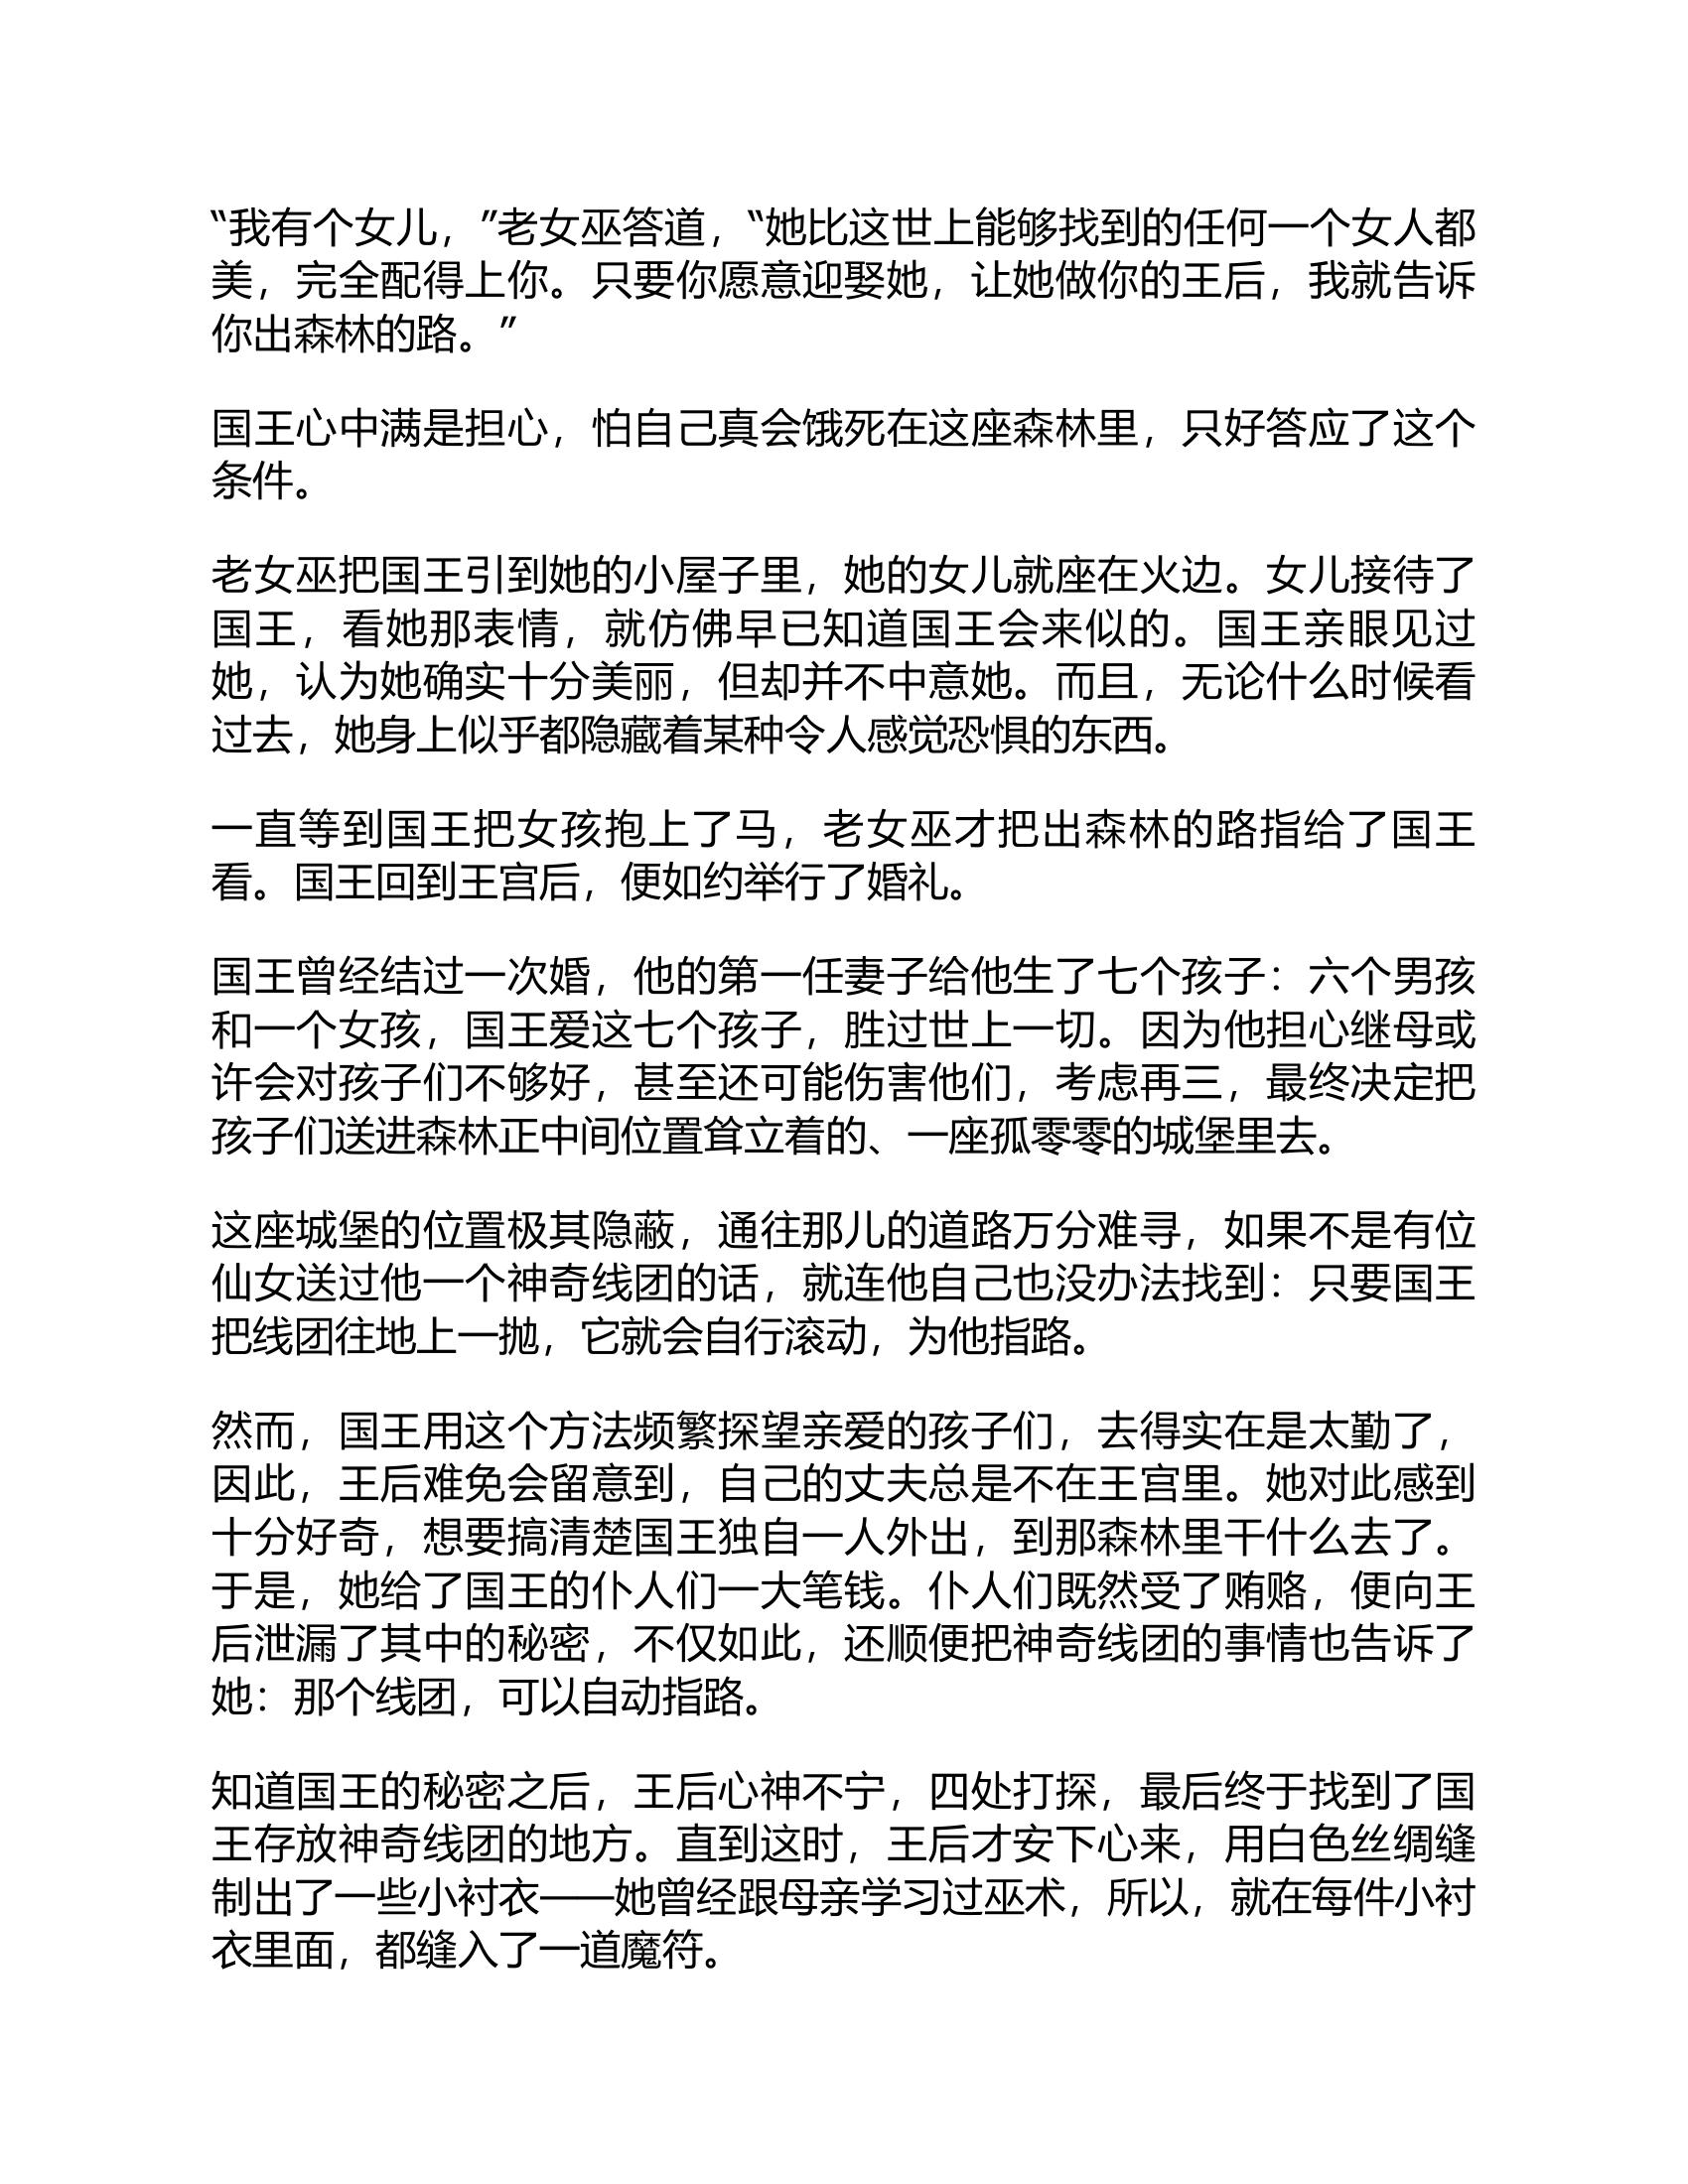 “我有个女儿，”老女巫答道，“她比这世上能够找到的任何一个女人都
美，完全配得上你。只要你愿意迎娶她，让她做你的王后，我就告诉
你出森林的路。”
国王心中满是担心，怕自己真会饿死在这座森林里，只好答应了这个
条件。
老女巫把国王引到她的小屋子里，她的女儿就座在火边。女儿接待了
国王，看她那表情，就仿佛早已知道国王会来似的。国王亲眼见过
她，认为她确实十分美丽，但却并不中意她。而且，无论什么时候看
过去，她身上似乎都隐藏着某种令人感觉恐惧的东西。
一直等到国王把女孩抱上了马，老女巫才把出森林的路指给了国王
看。国王回到王宫后，便如约举行了婚礼。
国王曾经结过一次婚，他的第一任妻子给他生了七个孩子：六个男孩
和一个女孩，国王爱这七个孩子，胜过世上一切。因为他担心继母或
许会对孩子们不够好，甚至还可能伤害他们，考虑再三，最终决定把
孩子们送进森林正中间位置耸立着的、一座孤零零的城堡里去。
这座城堡的位置极其隐蔽，通往那儿的道路万分难寻，如果不是有位
仙女送过他一个神奇线团的话，就连他自己也没办法找到：只要国王
把线团往地上一抛，它就会自行滚动，为他指路。
然而，国王用这个方法频繁探望亲爱的孩子们，去得实在是太勤了，
因此，王后难免会留意到，自己的丈夫总是不在王宫里。她对此感到
十分好奇，想要搞清楚国王独自一人外出，到那森林里干什么去了。
于是，她给了国王的仆人们一大笔钱。仆人们既然受了贿赂，便向王
后泄漏了其中的秘密，不仅如此，还顺便把神奇线团的事情也告诉了
她：那个线团，可以自动指路。
知道国王的秘密之后，王后心神不宁，四处打探，最后终于找到了国
王存放神奇线团的地方。直到这时，王后才安下心来，用白色丝绸缝
制出了一些小衬衣——她曾经跟母亲学习过巫术，所以，就在每件小衬
衣里面，都缝入了一道魔符。